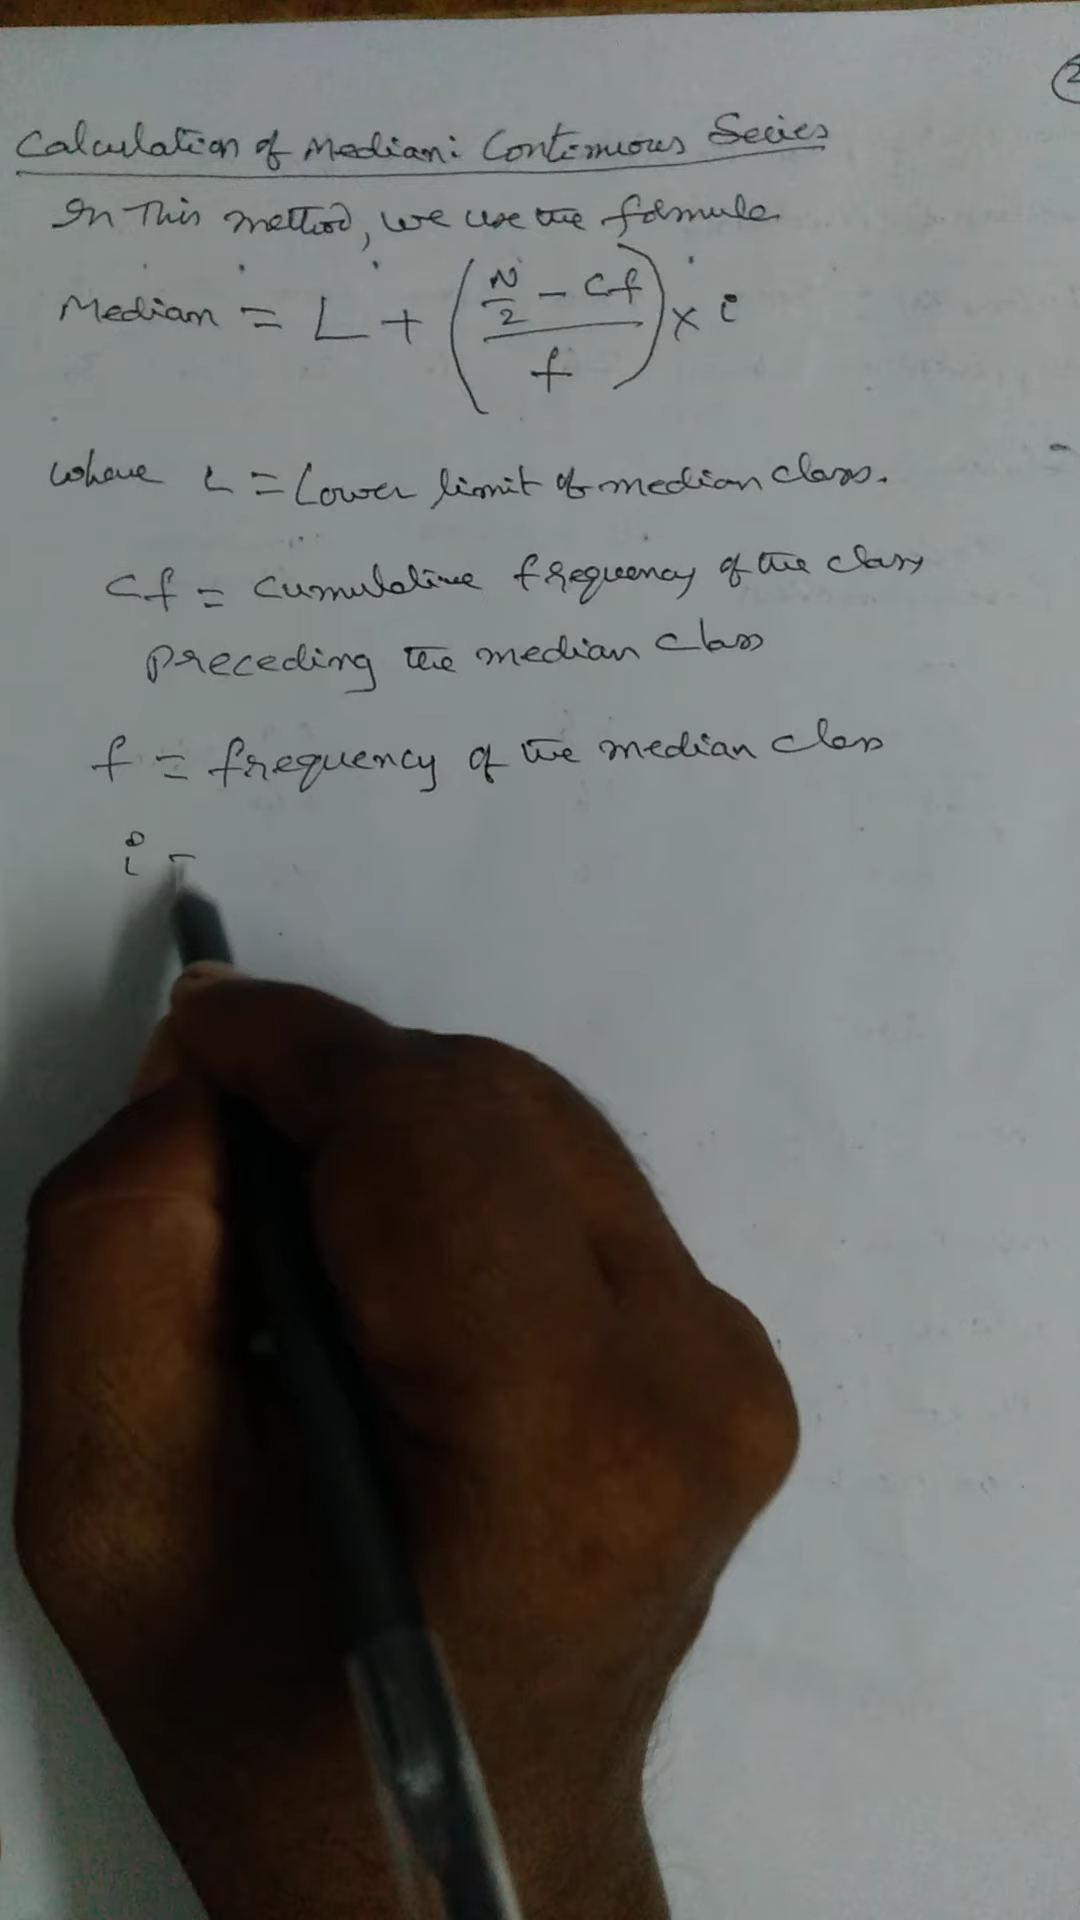 2
Calculation of Median: Continuous Series
In This method, we use the formula
Median = L + ( (N/2 - Cf) / f ) x i
where L = Lower limit of median class.
Cf = cumulative frequency of the class
preceding the median class
f = frequency of the median class
i =